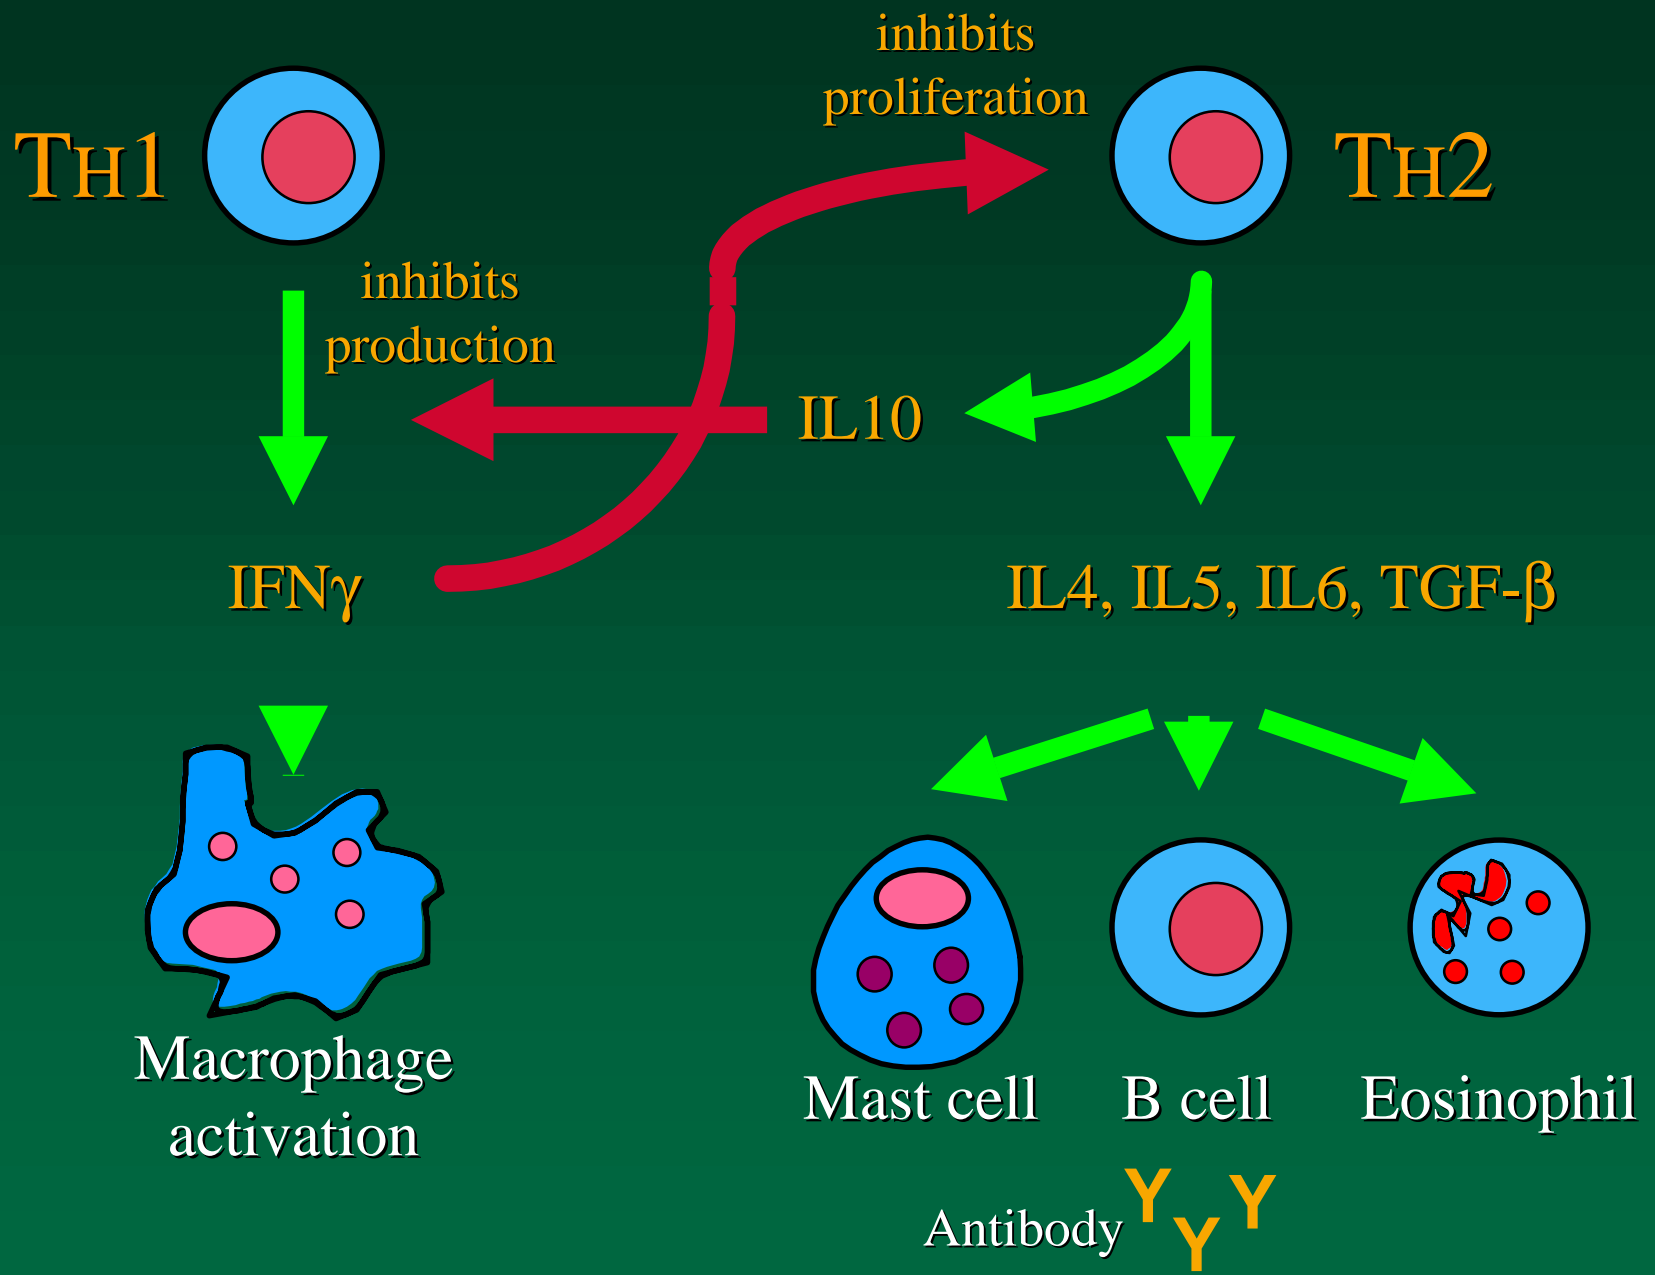 inhibits
proliferation
TH1
TH2
inhibits
production
IL10
IFNγ
IL4, IL5, IL6, TGF-β
Macrophage
activation
Mast cell
B cell
Eosinophil
Antibody